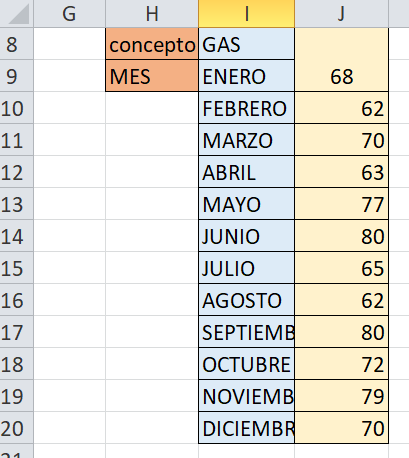 G H I J
8 concepto GAS
9 MES ENERO 68
10 FEBRERO 62
11 MARZO 70
12 ABRIL 63
13 MAYO 77
14 JUNIO 80
15 JULIO 65
16 AGOSTO 62
17 SEPTIEMB 80
18 OCTUBRE 72
19 NOVIEMB 79
20 DICIEMBR 70